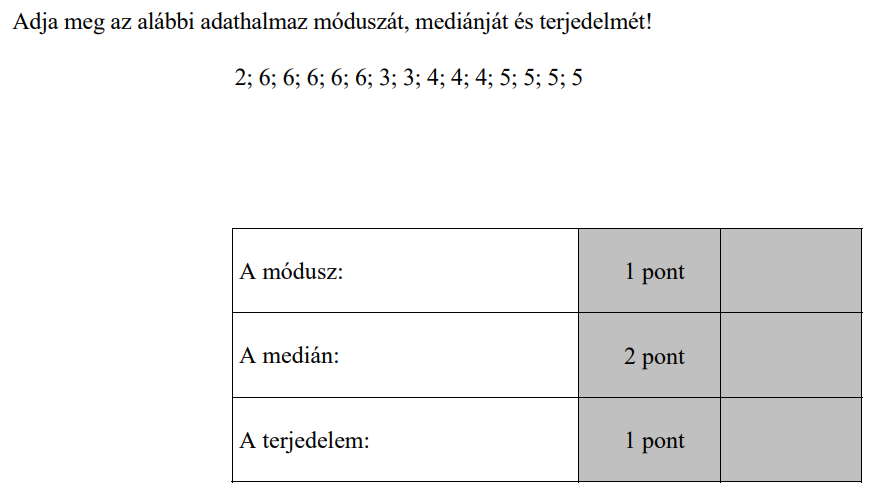 Adja meg az alábbi adathalmaz móduszát, mediánját és terjedelmét!
2; 6; 6; 6; 6; 6; 3; 3; 4; 4; 4; 5; 5; 5; 5
A módusz: 1 pont
A medián: 2 pont
A terjedelem: 1 pont